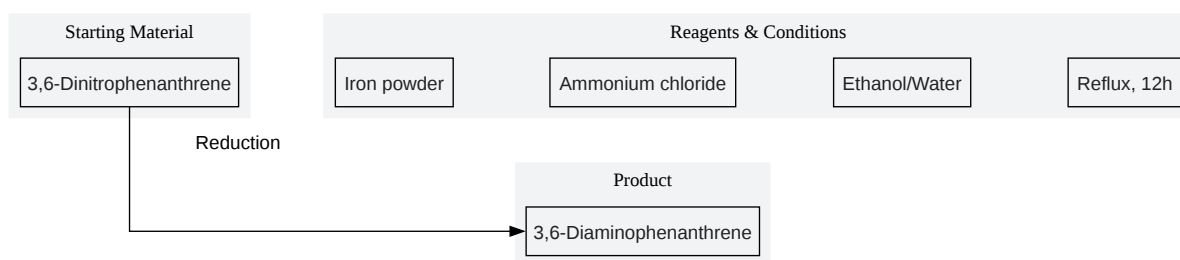 Starting Material
Reagents & Conditions
3,6-Dinitrophenanthrene
Iron powder
Ammonium chloride
Ethanol/Water
Reflux, 12h
Reduction
Product
3,6-Diaminophenanthrene